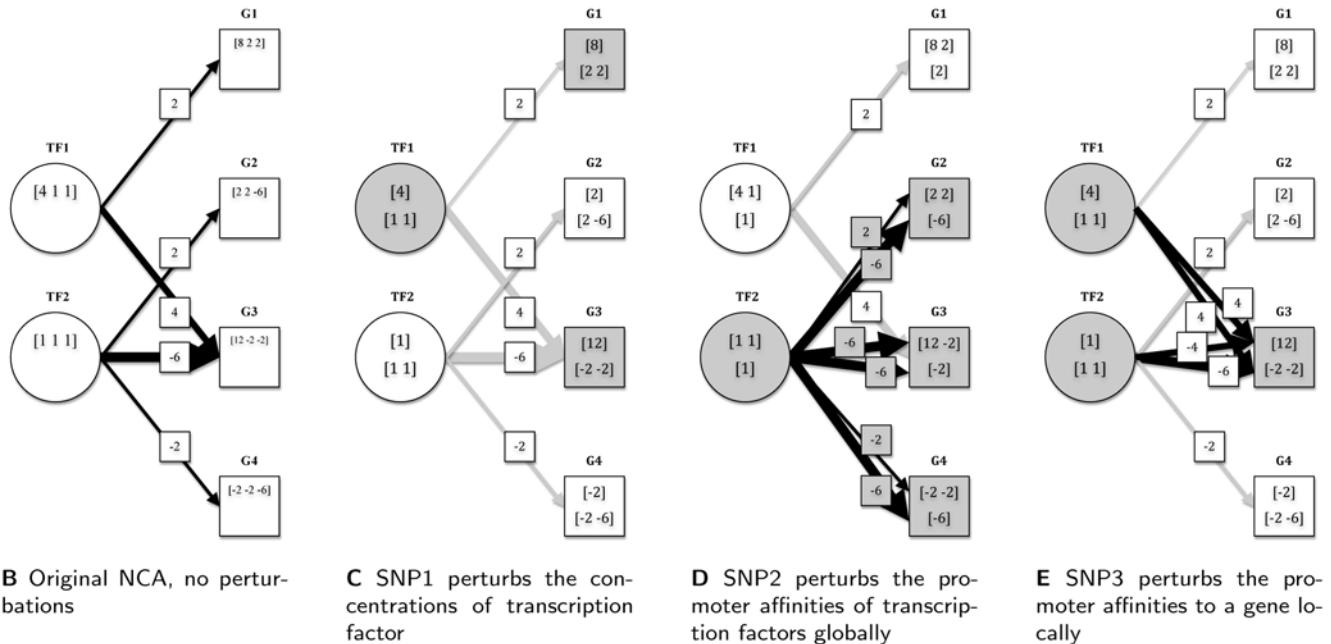 G1
[8 2 2]
2
TF1
[4 1 1]
G2
[2 2 -6]
2
TF2
[1 1 1]
4
G3
[12 -2 -2]
-6
-2
G4
[-2 -2 -6]
B Original NCA, no pertur-
bations
G1
[8]
[2 2]
2
TF1
[4]
[1 1]
G2
[2]
[2 -6]
2
TF2
[1]
[1 1]
4
G3
[12]
[-2 -2]
-6
-2
G4
[-2]
[-2 -6]
C SNP1 perturbs the con-
centrations of transcription
factor
G1
[8 2]
[2]
2
TF1
[4 1]
[1]
G2
[2 2]
[-6]
2
-6
TF2
[1 1]
[1]
4
G3
[12 -2]
[-2]
-6
-6
-2
G4
[-2 -2]
[-6]
-6
D SNP2 perturbs the pro-
moter affinities of transcrip-
tion factors globally
G1
[8]
[2 2]
2
TF1
[4]
[1 1]
G2
[2]
[2 -6]
2
TF2
[1]
[1 1]
4
4
G3
[12]
[-2 -2]
-4
-6
-2
G4
[-2]
[-2 -6]
E SNP3 perturbs the pro-
moter affinities to a gene lo-
cally